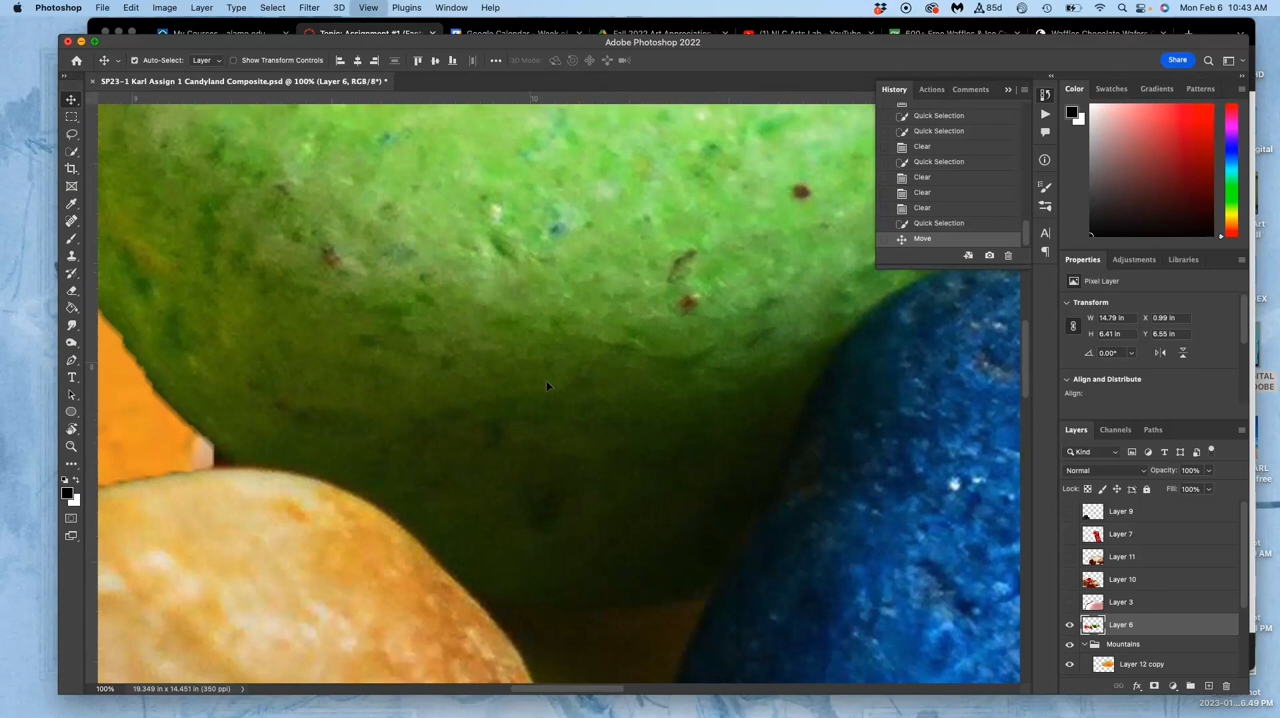 Photoshop File Edit Image Layer Type Select Filter 3D View Plugins Window Help 85d Mon Feb 6 10:43 AM
Adobe Photoshop 2022
Auto-Select: Layer Show Transform Controls 3D Mode: Share
SP23-1 Karl Assign 1 Candyland Composite.psd @ 100% (Layer 6, RGB/8*) *
History Actions Comments
Color Swatches Gradients Patterns
9 10
Quick Selection
Quick Selection
Clear
Quick Selection
Clear
Clear
Clear
Quick Selection
Move
Properties Adjustments Libraries
Pixel Layer
Transform
W 14.79 in X 0.99 in
H 6.41 in Y 6.55 in
0.00°
Align and Distribute
Align:
Layers Channels Paths
Kind
Normal Opacity: 100%
Lock: Fill: 100%
Layer 9
Layer 7
Layer 11
Layer 10
Layer 3
Layer 6
Mountains
Layer 12 copy
100% 19.349 in x 14.451 in (350 ppi)